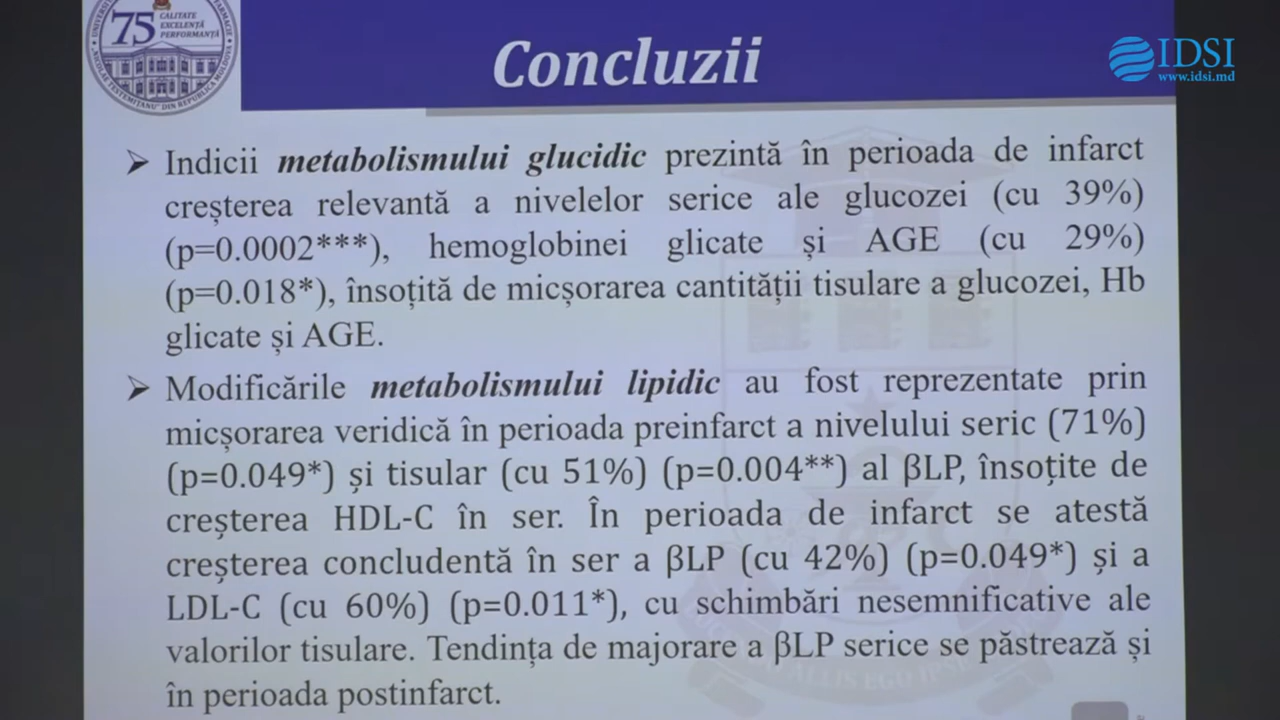 75
CALITATE
EXCELENȚĂ
PERFORMANȚĂ
"NICOLAE TESTEMIȚANU" DIN REPUBLICA MOLDOVA
Concluzii
IDSI
www.idsi.md
➢ Indicii metabolismului glucidic prezintă în perioada de infarct
creșterea relevantă a nivelelor serice ale glucozei (cu 39%)
(p=0.0002***), hemoglobinei glicate și AGE (cu 29%)
(p=0.018*), însoțită de micșorarea cantității tisulare a glucozei, Hb
glicate și AGE.
➢ Modificările metabolismului lipidic au fost reprezentate prin
micșorarea veridică în perioada preinfarct a nivelului seric (71%)
(p=0.049*) și tisular (cu 51%) (p=0.004**) al βLP, însoțite de
creșterea HDL-C în ser. În perioada de infarct se atestă
creșterea concludentă în ser a βLP (cu 42%) (p=0.049*) și a
LDL-C (cu 60%) (p=0.011*), cu schimbări nesemnificative ale
valorilor tisulare. Tendința de majorare a βLP serice se păstrează și
în perioada postinfarct.